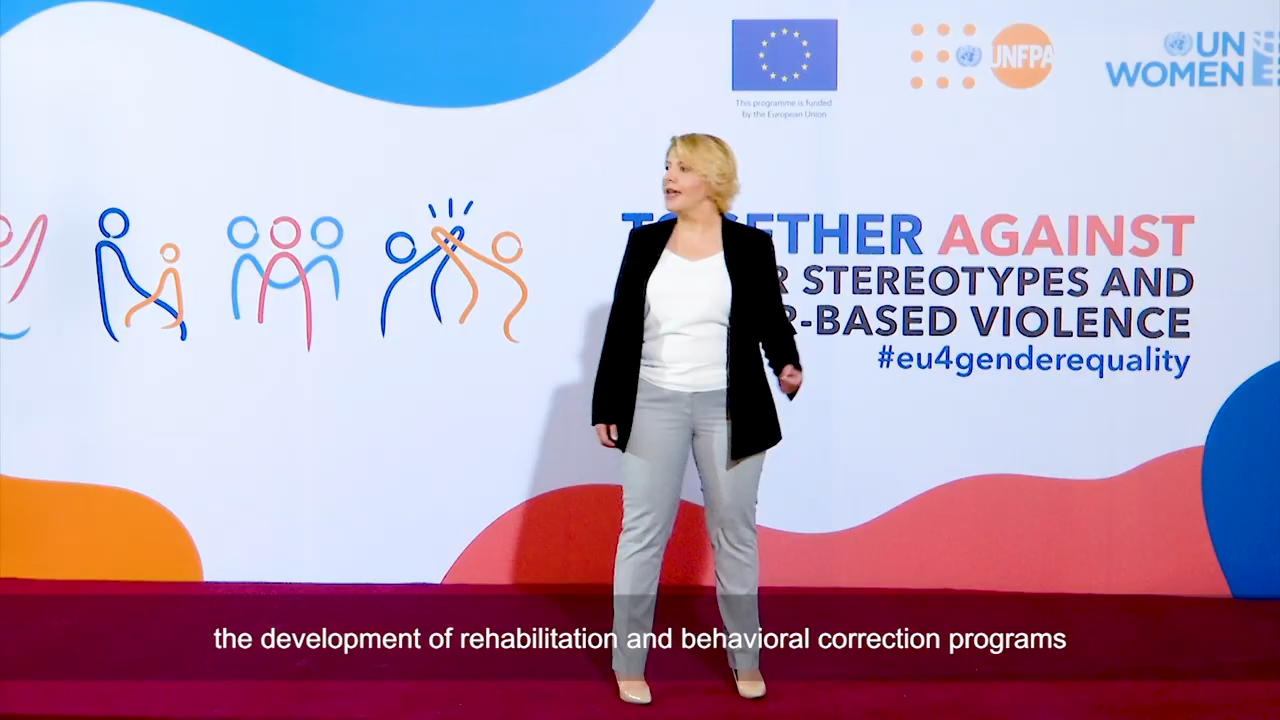 This programme is funded
by the European Union
UNFPA
UN
WOMEN
TOGETHER AGAINST
STEREOTYPES AND
-BASED VIOLENCE
#eu4genderequality
the development of rehabilitation and behavioral correction programs